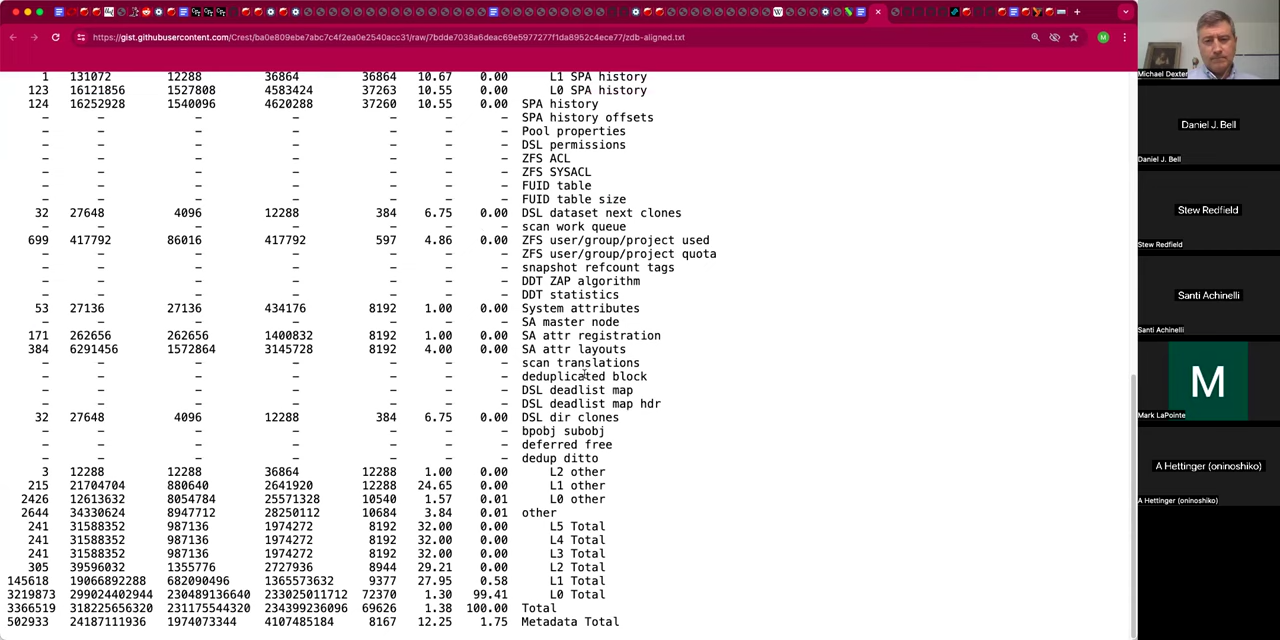 https://gist.githubusercontent.com/Crest/ba0e809ebe7abc7c4f2ea0e2540acc31/raw/7bdde7038a6deac69e5977277f1da8952c4ece77/zdb-aligned.txt
1 131072 12288 36864 36864 10.67 0.00 L1 SPA history
123 16121856 1527808 4583424 37263 10.55 0.00 L0 SPA history
124 16252928 1540096 4620288 37260 10.55 0.00 SPA history
- - - - - - - SPA history offsets
- - - - - - - Pool properties
- - - - - - - DSL permissions
- - - - - - - ZFS ACL
- - - - - - - ZFS SYSACL
- - - - - - - FUID table
- - - - - - - FUID table size
32 27648 4096 12288 384 6.75 0.00 DSL dataset next clones
- - - - - - - scan work queue
699 417792 86016 417792 597 4.86 0.00 ZFS user/group/project used
- - - - - - - ZFS user/group/project quota
- - - - - - - snapshot refcount tags
- - - - - - - DDT ZAP algorithm
- - - - - - - DDT statistics
53 27136 27136 434176 8192 1.00 0.00 System attributes
- - - - - - - SA master node
171 262656 262656 1400832 8192 1.00 0.00 SA attr registration
384 6291456 1572864 3145728 8192 4.00 0.00 SA attr layouts
- - - - - - - scan translations
- - - - - - - deduplicated block
- - - - - - - DSL deadlist map
- - - - - - - DSL deadlist map hdr
32 27648 4096 12288 384 6.75 0.00 DSL dir clones
- - - - - - - bpobj subobj
- - - - - - - deferred free
- - - - - - - dedup ditto
3 12288 12288 36864 12288 1.00 0.00 L2 other
215 21704704 880640 2641920 12288 24.65 0.00 L1 other
2426 12613632 8054784 25571328 10540 1.57 0.01 L0 other
2644 34330624 8947712 28250112 10684 3.84 0.01 other
241 31588352 987136 1974272 8192 32.00 0.00 L5 Total
241 31588352 987136 1974272 8192 32.00 0.00 L4 Total
241 31588352 987136 1974272 8192 32.00 0.00 L3 Total
305 39596032 1355776 2727936 8944 29.21 0.00 L2 Total
145618 19066892288 682090496 1365573632 9377 27.95 0.58 L1 Total
3219873 299024402944 230489136640 233025011712 72370 1.30 99.41 L0 Total
3366519 318225656320 231175544320 234399236096 69626 1.38 100.00 Total
502933 24187111936 1974073344 4107485184 8167 12.25 1.75 Metadata Total
M
Michael Dexter
Daniel J. Bell
Daniel J. Bell
Stew Redfield
Stew Redfield
Santi Achinelli
Santi Achinelli
M
Mark LaPointe
A Hettinger (oninoshiko)
A Hettinger (oninoshiko)